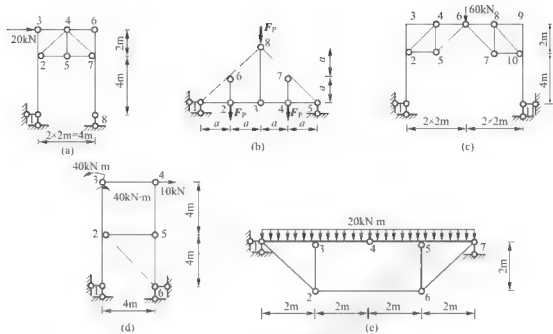 3 4 6
20kN
2 5 7
2m
4m
1 8
2×2m=4m
(a)
F_P
8
6 7
a
a
1 2 3 4 5
F_P F_P
a a a a
(b)
60kN
3 4 6 8 9
2 5 7 10
2m
4m
1 11
2×2m 2×2m
(c)
40kN·m
3 4
10kN
40kN·m
4m
2 5
4m
1 6
4m
(d)
20kN m
1 3 4 5 7
2m
2 6
2m 2m 2m 2m
(e)